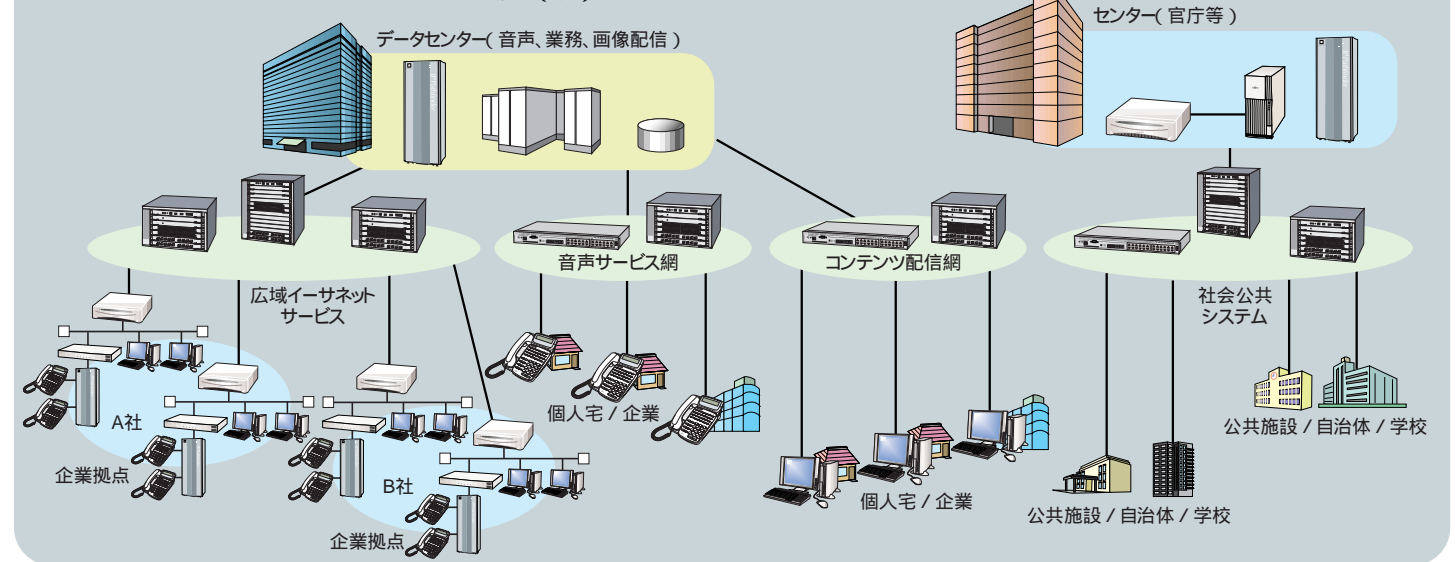 センター( 官庁等 )
データセンター( 音声、業務、画像配信 )
音声サービス網
コンテンツ配信網
広域イーサネット
サービス
社会公共
システム
A社
企業拠点
B社
企業拠点
個人宅 / 企業
個人宅 / 企業
公共施設 / 自治体 / 学校
公共施設 / 自治体 / 学校